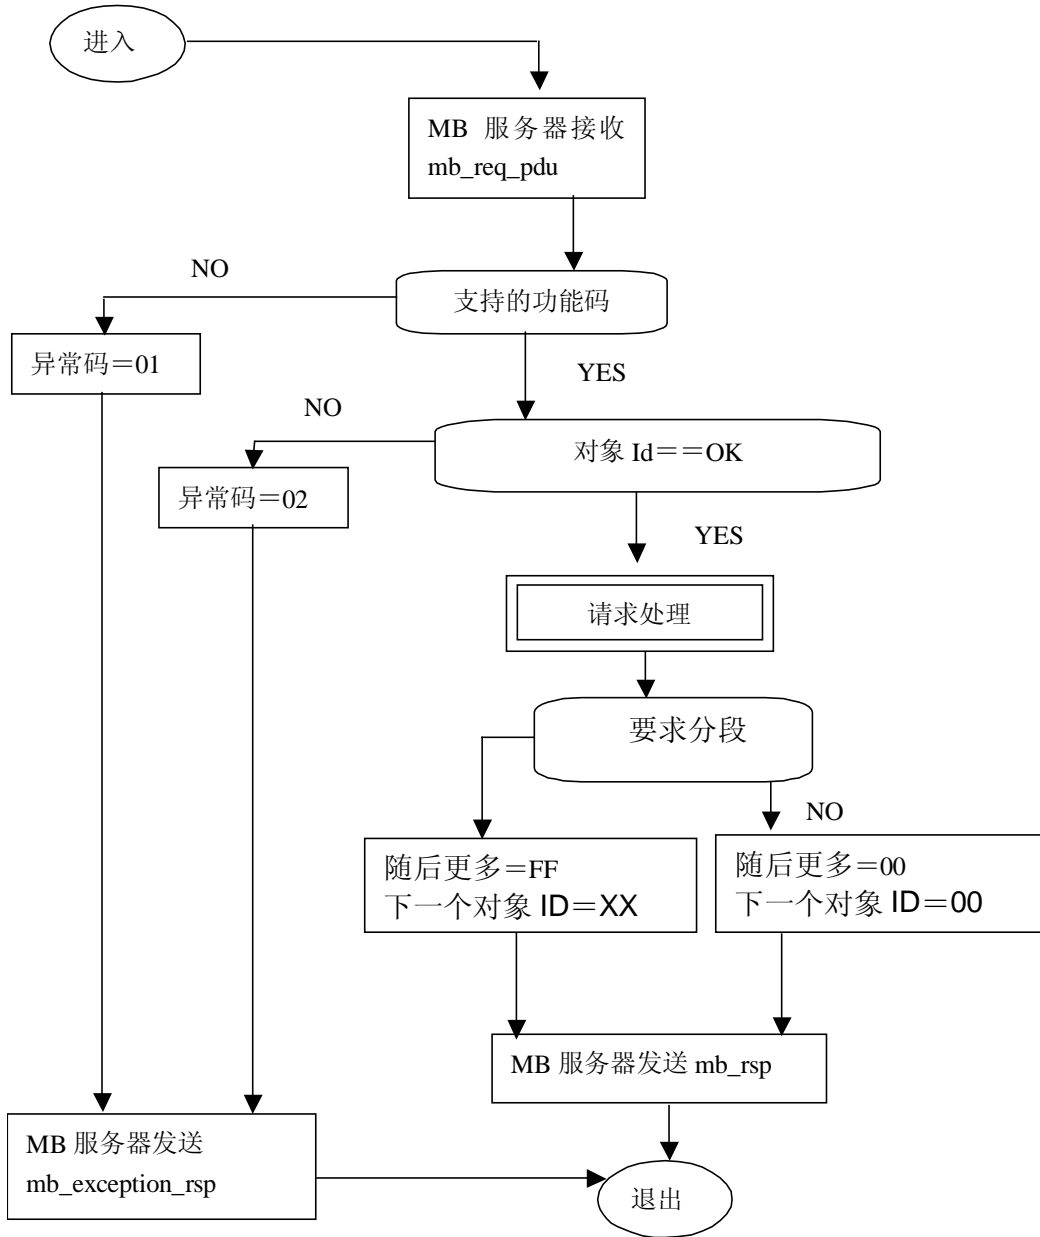 进入
MB 服务器接收
mb_req_pdu
NO
支持的功能码
异常码＝01
YES
NO
对象 Id＝＝OK
异常码＝02
YES
请求处理
要求分段
NO
随后更多＝FF
下一个对象 ID＝XX
随后更多＝00
下一个对象 ID＝00
MB 服务器发送 mb_rsp
MB 服务器发送
mb_exception_rsp
退出